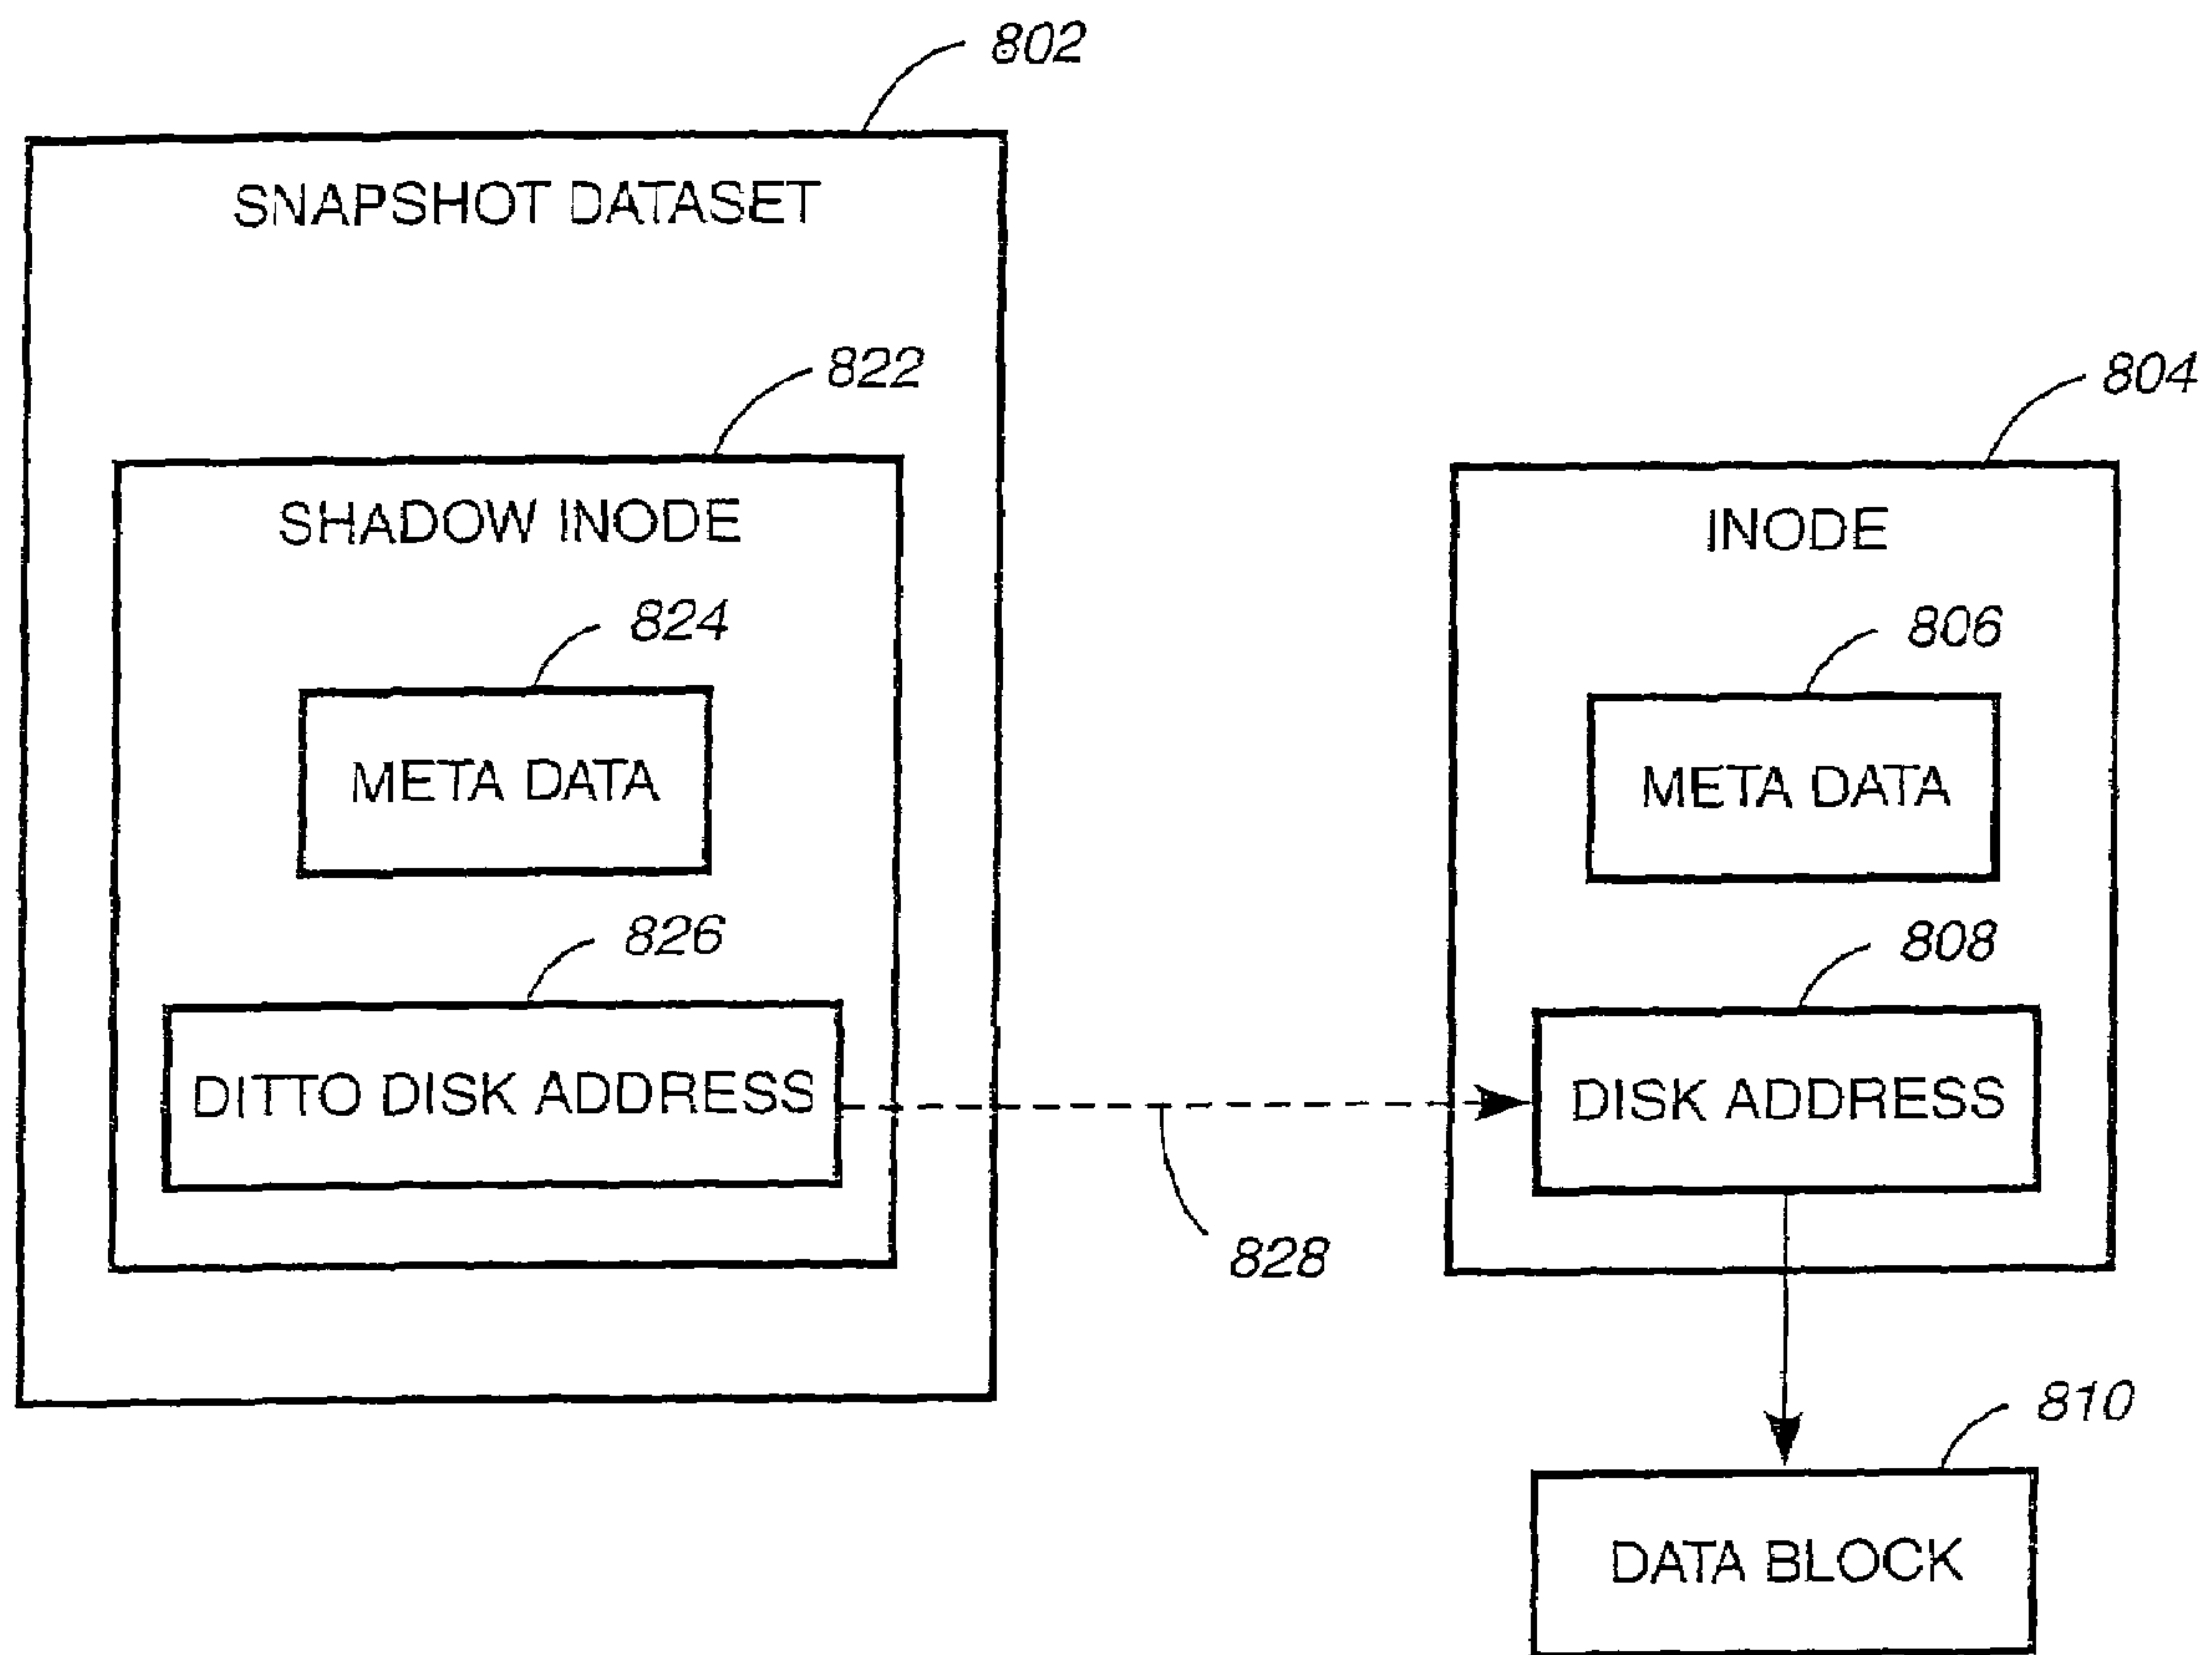 802
SNAPSHOT DATASET
822
804
SHADOW INODE
INODE
824
806
META DATA
META DATA
826
808
DITTO DISK ADDRESS
DISK ADDRESS
828
810
DATA BLOCK